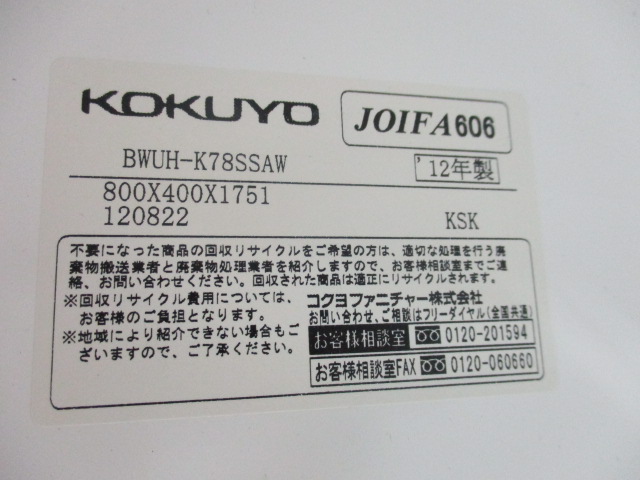 KOKUYO
JOIFA606
BWUH-K78SSAW
'12年製
800X400X1751
120822
KSK
不要になった商品の回収リサイクルをご希望の方は、適切な処理を行う廃
棄物搬送業者と廃棄物処理業者を紹介しますので、お客様相談室までご連
絡、お問い合わせください。回収された商品は適正にリサイクルされます。
※回収リサイクル費用については、
お客様のご負担となります。
※地域により紹介できない場合もご
ざいますので、ご了承ください。
コクヨファニチャー株式会社
お問い合わせ、ご相談はフリーダイヤル(全国共通)
お客様相談室 0120-201594
お客様相談室FAX 0120-060660